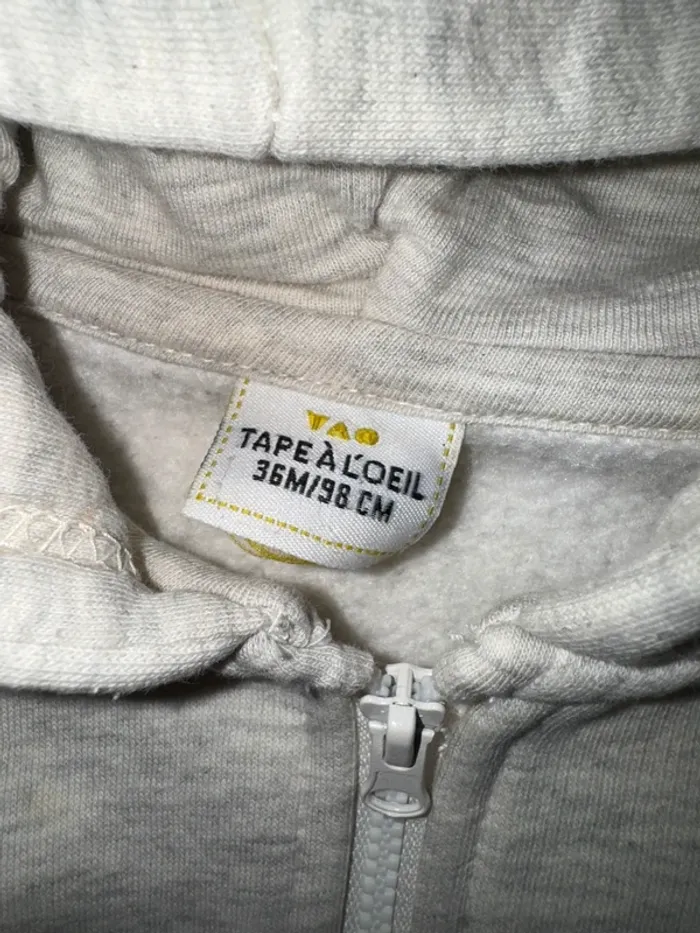 TAO
TAPE À L'OEIL
36M/98 CM